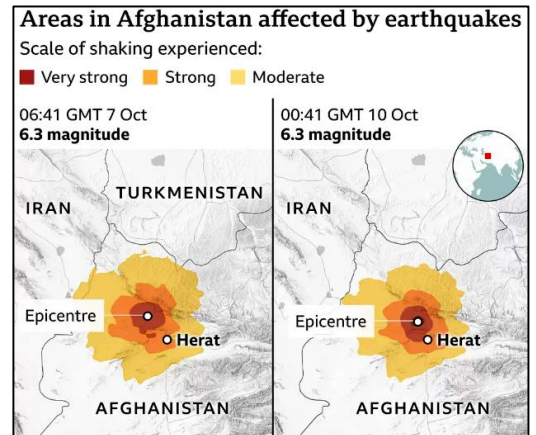 Areas in Afghanistan affected by earthquakes
Scale of shaking experienced:
Very strong Strong Moderate
06:41 GMT 7 Oct
6.3 magnitude
TURKMENISTAN
IRAN
Epicentre
Herat
AFGHANISTAN
00:41 GMT 10 Oct
6.3 magnitude
IRAN
Epicentre
Herat
AFGHANISTAN